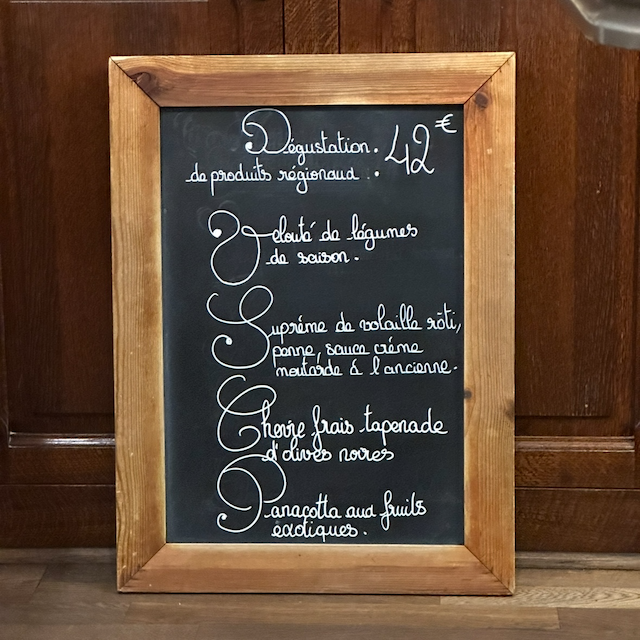 Dégustation : 42€
de produits régionaux :
Velouté de légumes
de saison.
Suprême de volaille rôti,
penne, sauce crème
moutarde à l'ancienne.
Chèvre frais tapenade
d'olives noires
Panacotta aux fruits
exotiques.